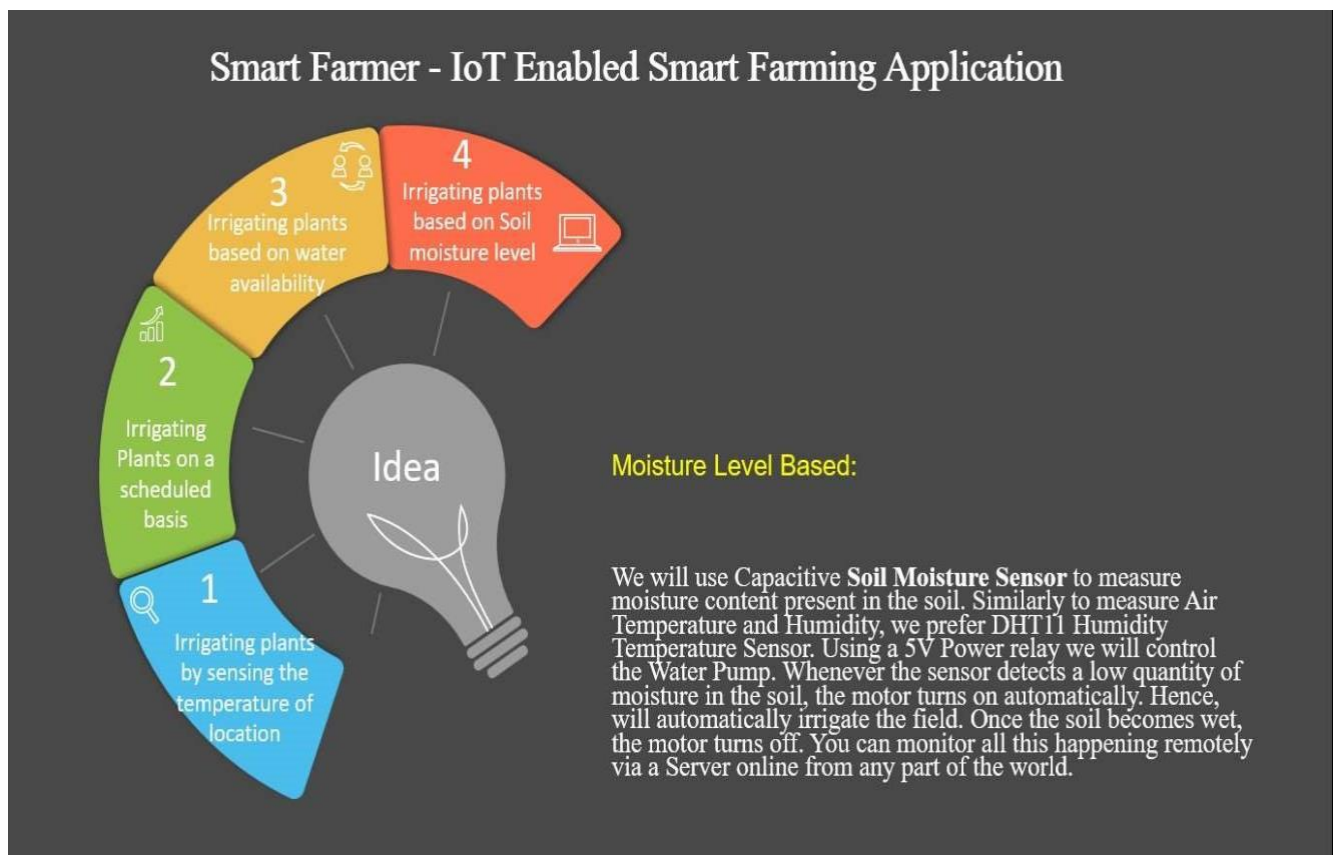 Smart Farmer - IoT Enabled Smart Farming Application
4
Irrigating plants
based on Soil
moisture level
3
Irrigating plants
based on water
availability
2
Irrigating
Plants on a
scheduled
basis
1
Irrigating plants
by sensing the
temperature of
location
Idea
Moisture Level Based:
We will use Capacitive Soil Moisture Sensor to measure
moisture content present in the soil. Similarly to measure Air
Temperature and Humidity, we prefer DHT11 Humidity
Temperature Sensor. Using a 5V Power relay we will control
the Water Pump. Whenever the sensor detects a low quantity of
moisture in the soil, the motor turns on automatically. Hence,
will automatically irrigate the field. Once the soil becomes wet,
the motor turns off. You can monitor all this happening remotely
via a Server online from any part of the world.